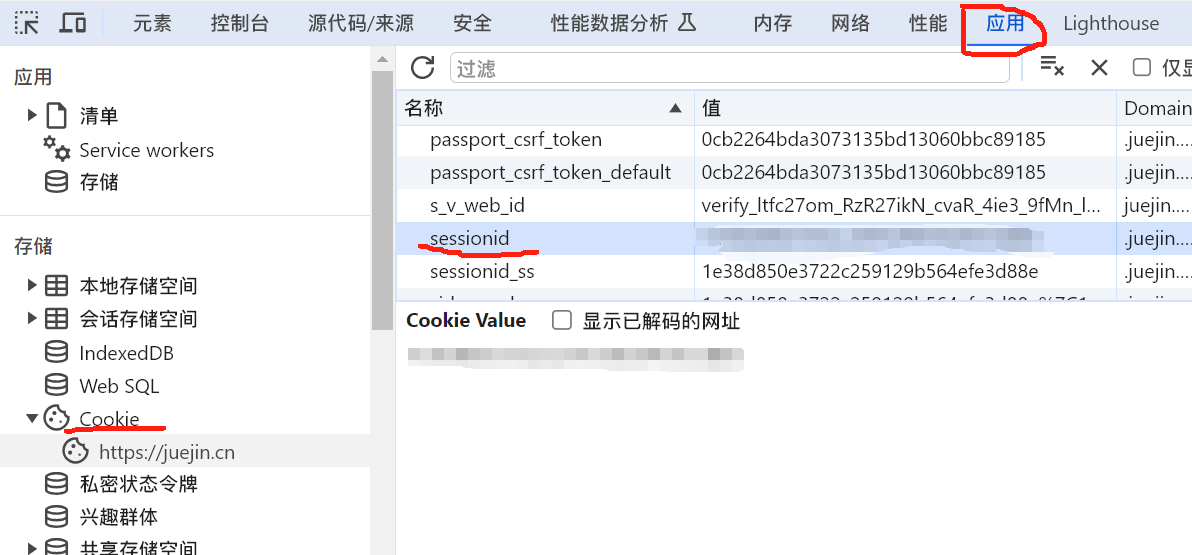 元素 控制台 源代码/来源 安全 性能数据分析 内存 网络 性能 应用 Lighthouse
应用
清单
Service workers
存储
存储
本地存储空间
会话存储空间
IndexedDB
Web SQL
Cookie
https://juejin.cn
私密状态令牌
兴趣群体
共享存储空间
过滤
名称 值 Domain
passport_csrf_token 0cb2264bda3073135bd13060bbc89185 .juejin....
passport_csrf_token_default 0cb2264bda3073135bd13060bbc89185 .juejin....
s_v_web_id verify_ltfc27om_RzR27ikN_cvaR_4ie3_9fMn_l... juejin....
sessionid .juejin....
sessionid_ss 1e38d850e3722c259129b564efe3d88e .juejin....
Cookie Value 显示已解码的网址